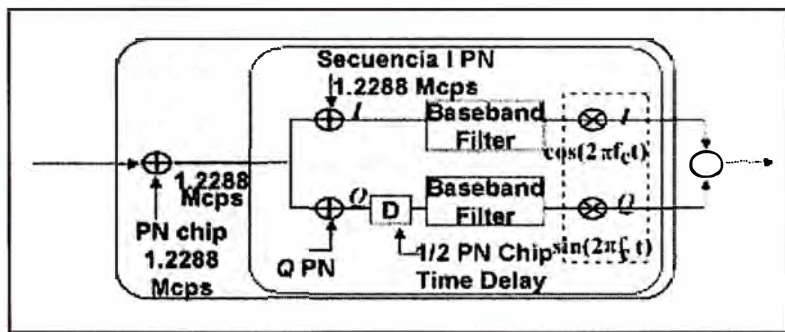 Secuencia I PN
1.2288 Mcps
I
Baseband
Filter
I
cos(2πfct)
1.2288
Mcps
PN chip
1.2288
Mcps
Q
D
Baseband
Filter
Q
Q PN
1/2 PN Chip
Time Delay
sin(2πfct)